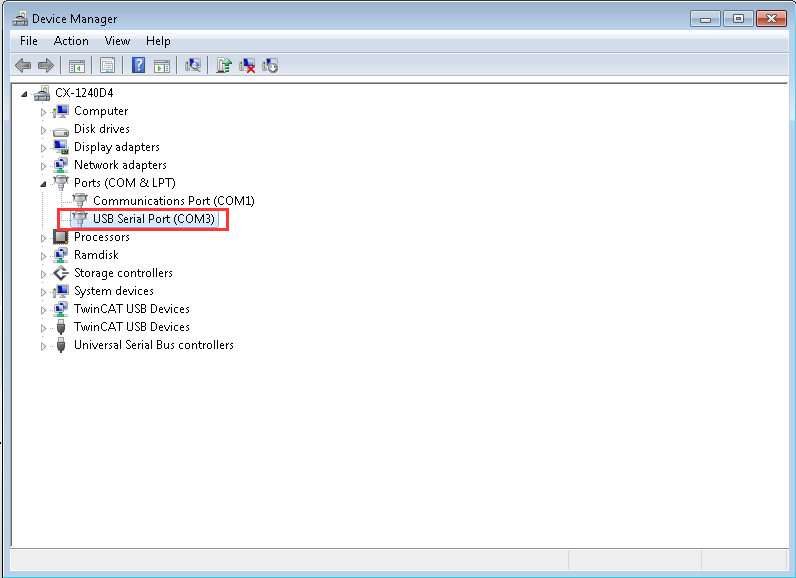 Device Manager
File Action View Help
CX-1240D4
Computer
Disk drives
Display adapters
Network adapters
Ports (COM & LPT)
Communications Port (COM1)
USB Serial Port (COM3)
Processors
Ramdisk
Storage controllers
System devices
TwinCAT USB Devices
TwinCAT USB Devices
Universal Serial Bus controllers